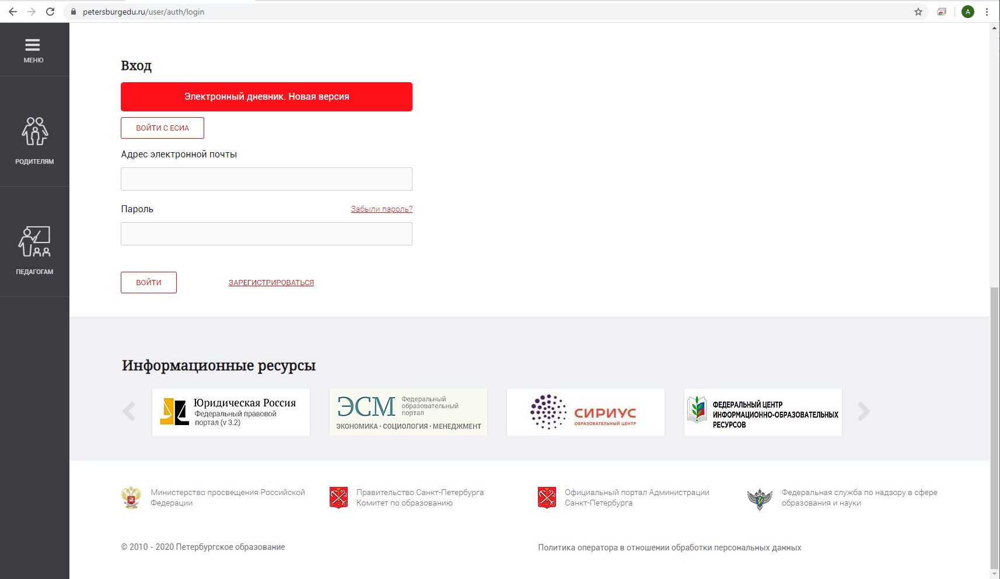 petersburgedu.ru/user/auth/login
A
МЕНЮ
РОДИТЕЛЯМ
ПЕДАГОГАМ
Вход
Электронный дневник. Новая версия
ВОЙТИ С ЕСИА
Адрес электронной почты
Пароль
Забыли пароль?
ВОЙТИ
ЗАРЕГИСТРИРОВАТЬСЯ
Информационные ресурсы
Юридическая Россия
Федеральный правовой
портал (v 3.2)
ЭСМ
Федеральный
образовательный
портал
ЭКОНОМИКА · СОЦИОЛОГИЯ · МЕНЕДЖМЕНТ
СИРИУС
ОБРАЗОВАТЕЛЬНЫЙ ЦЕНТР
ФЕДЕРАЛЬНЫЙ ЦЕНТР
ИНФОРМАЦИОННО-ОБРАЗОВАТЕЛЬНЫХ
РЕСУРСОВ
Министерство просвещения Российской
Федерации
Правительство Санкт-Петербурга
Комитет по образованию
Официальный портал Администрации
Санкт-Петербурга
Федеральная служба по надзору в сфере
образования и науки
© 2010 - 2020 Петербургское образование
Политика оператора в отношении обработки персональных данных